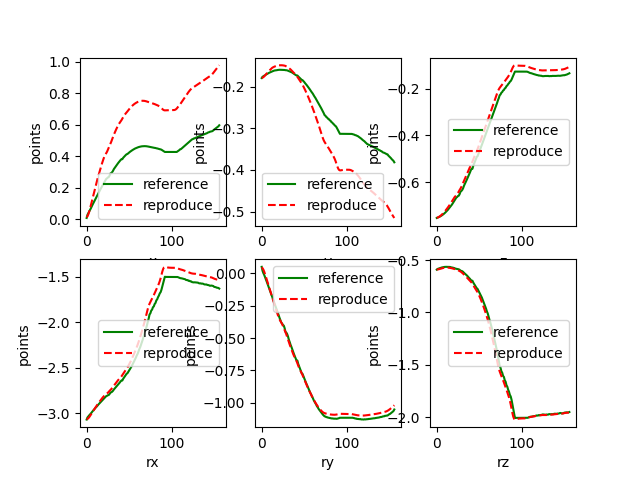 1.0
0.8
0.6
0.4
0.2
0.0
points
reference
reproduce
0
100
−0.2
−0.3
−0.4
−0.5
points
reference
reproduce
0
100
−0.2
−0.4
−0.6
points
reference
reproduce
0
100
−1.5
−2.0
−2.5
−3.0
points
reference
reproduce
0
100
rx
0.00
−0.25
−0.50
−0.75
−1.00
points
reference
reproduce
0
100
ry
−0.5
−1.0
−1.5
−2.0
points
reference
reproduce
0
100
rz